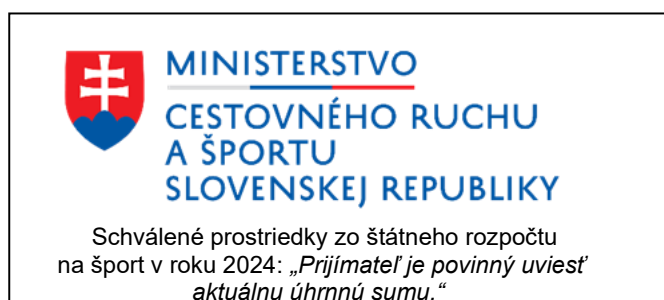 MINISTERSTVO
CESTOVNÉHO RUCHU
A ŠPORTU
SLOVENSKEJ REPUBLIKY
Schválené prostriedky zo štátneho rozpočtu
na šport v roku 2024: „Prijímateľ je povinný uviesť
aktuálnu úhrnnú sumu.“